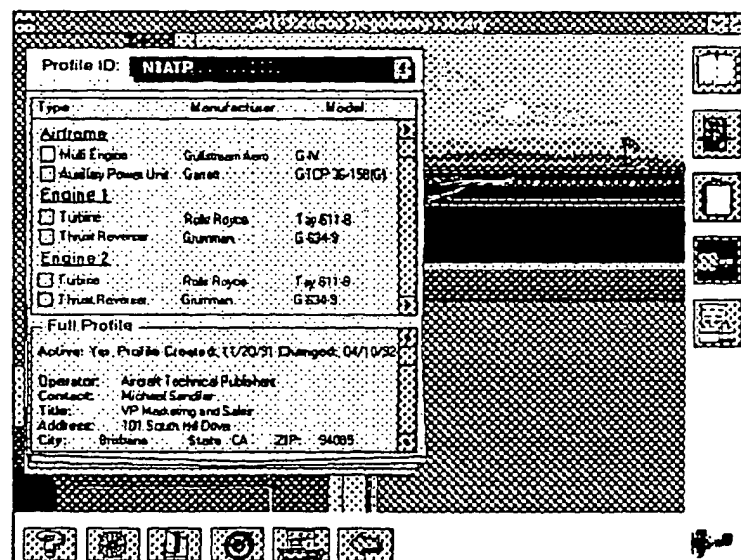 Profile ID: N1ATP
Type Manufacturer Model
Airframe
Multi Engine Gulfstream Aero G-IV
Auxiliary Power Unit Garrett GTCP 36-150(G)
Engine 1
Turbine Rolls Royce Tay 611-8
Thrust Reverser Grumman G 634-9
Engine 2
Turbine Rolls Royce Tay 611-8
Thrust Reverser Grumman G 634-9
Full Profile
Active: Yes Profile Created: 11/20/91 Changed: 04/10/92
Operator: Aircraft Technical Publishers
Contact: Michael Sandler
Title: VP Marketing and Sales
Address: 101 South Hill Drive
City: Brisbane State CA ZIP: 94005